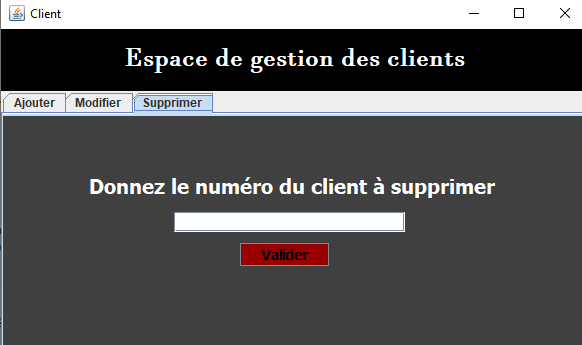 Client
Espace de gestion des clients
Ajouter Modifier Supprimer
Donnez le numéro du client à supprimer
Valider